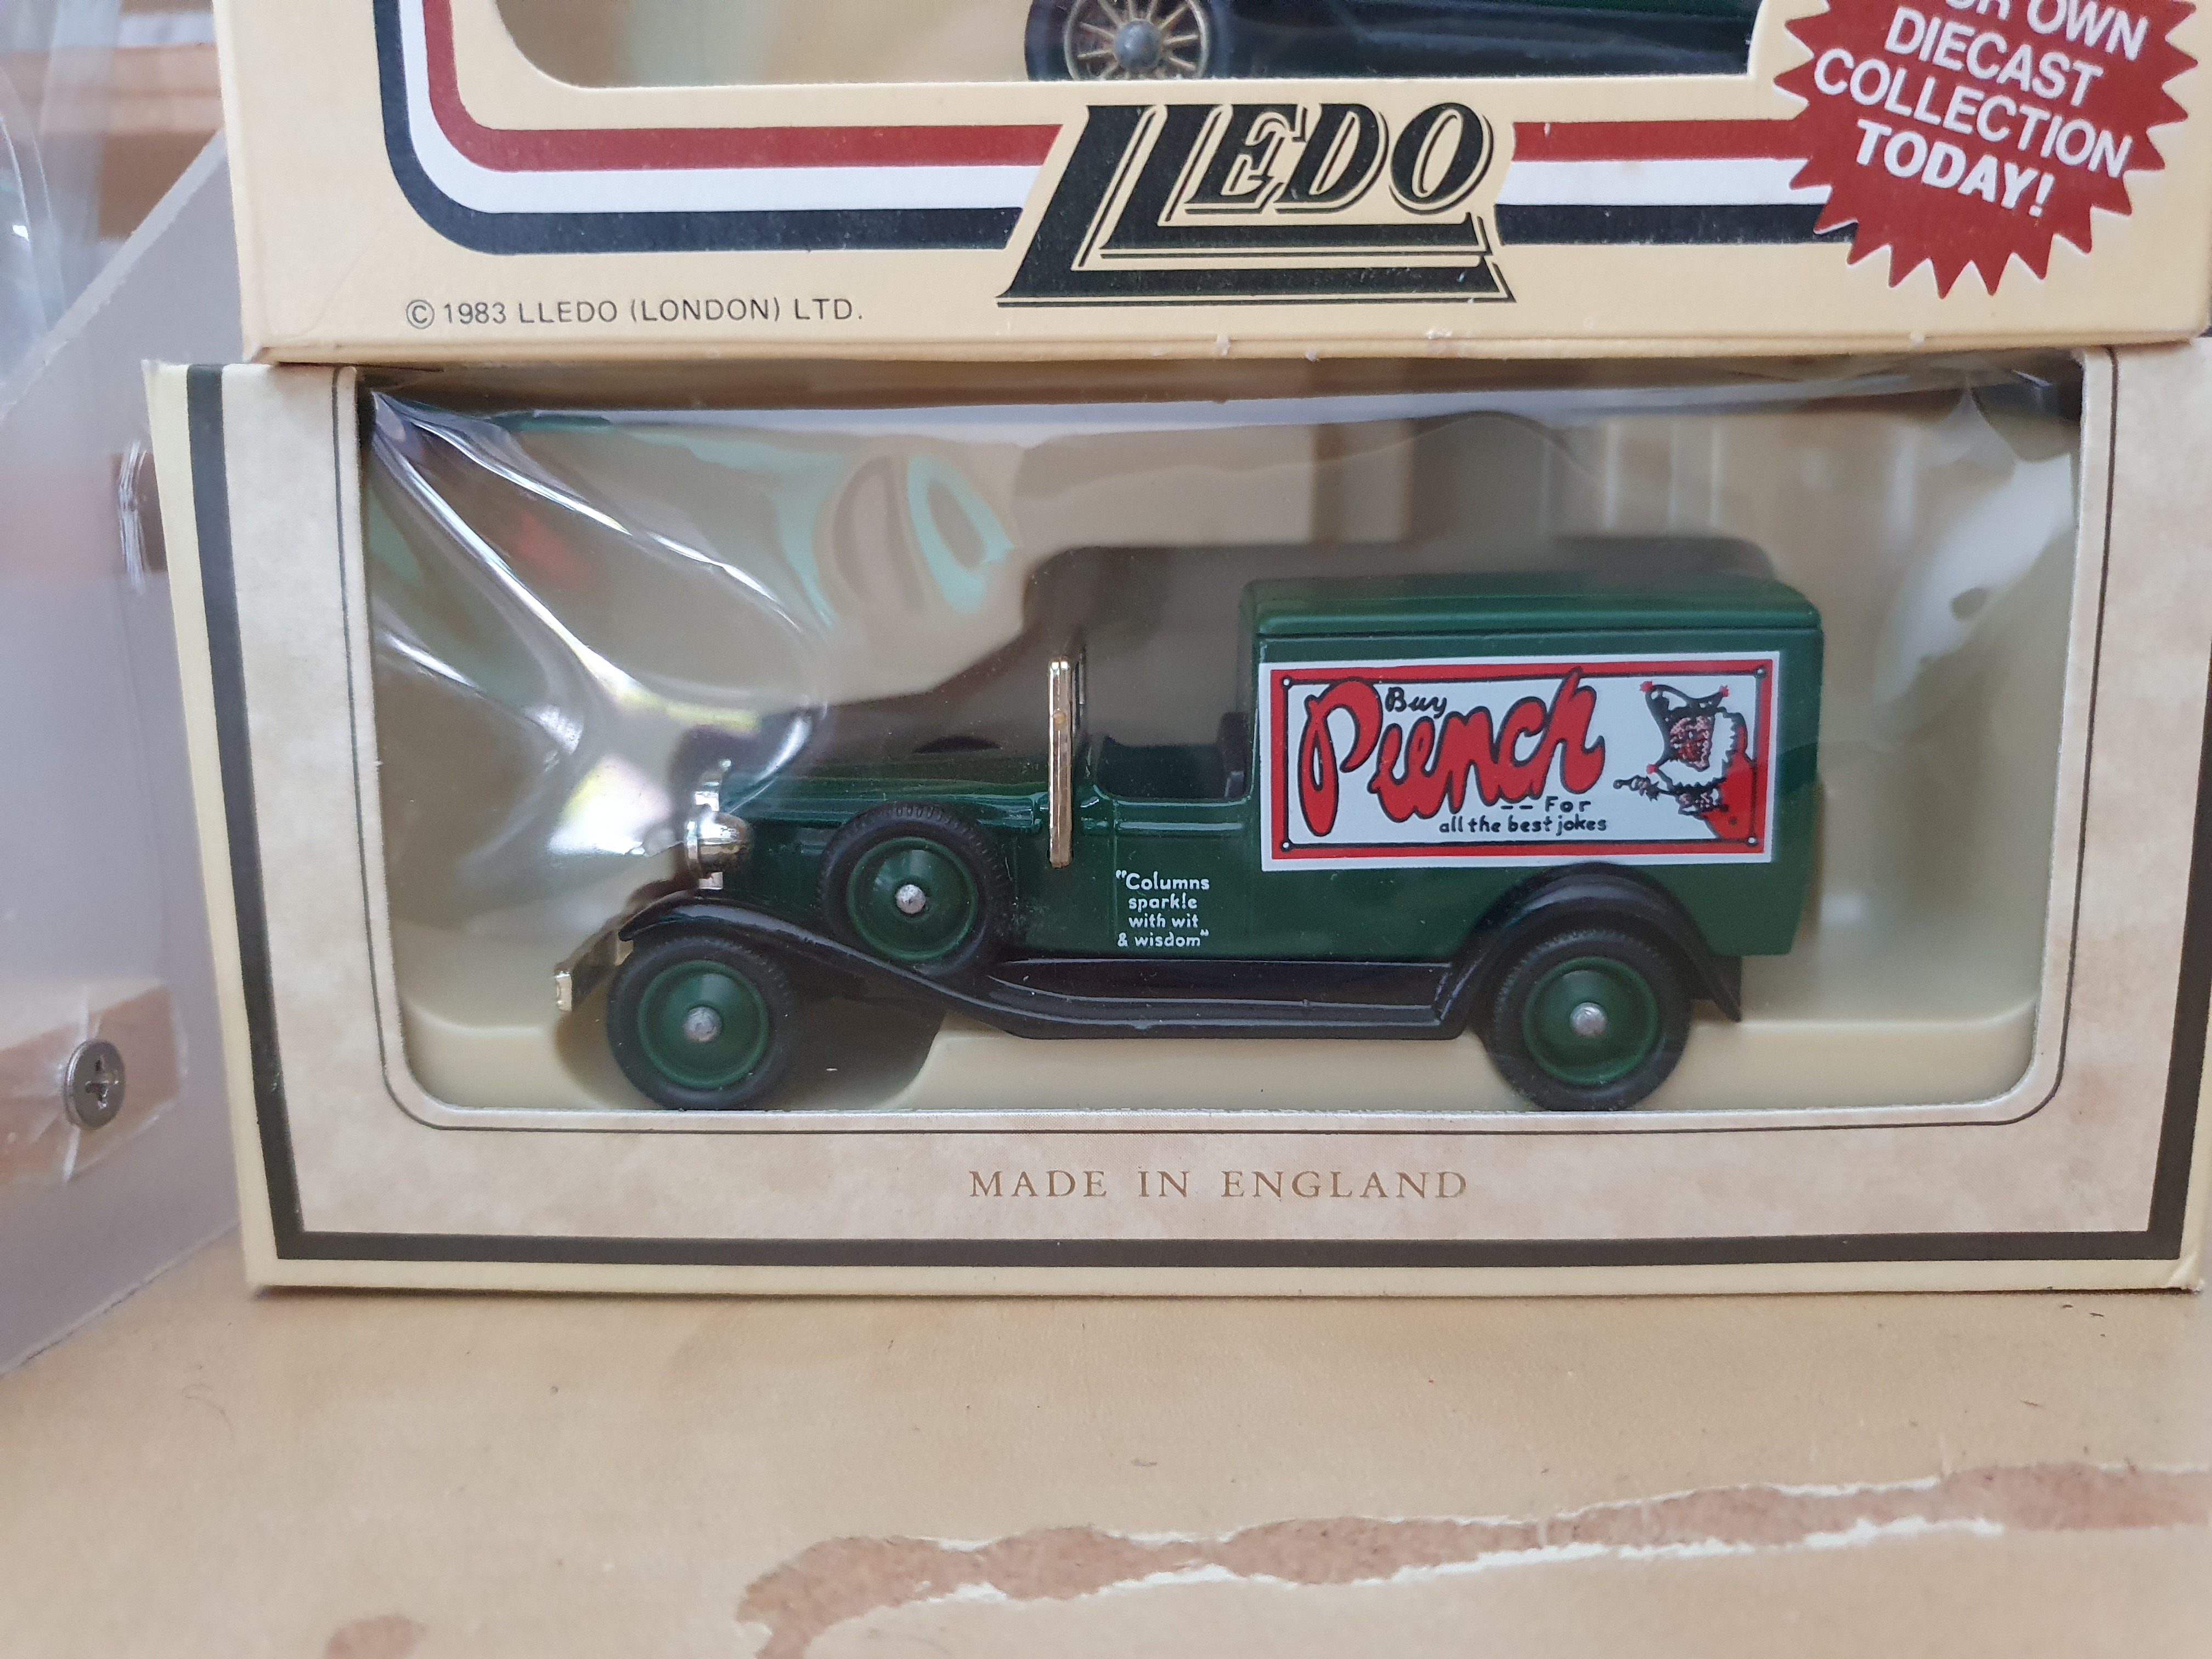 OWN
DIECAST
COLLECTION
TODAY!
LLEDO
© 1983 LLEDO (LONDON) LTD.
Buy
Punch
-- For
all the best jokes
"Columns
sparkle
with wit
& wisdom"
MADE IN ENGLAND